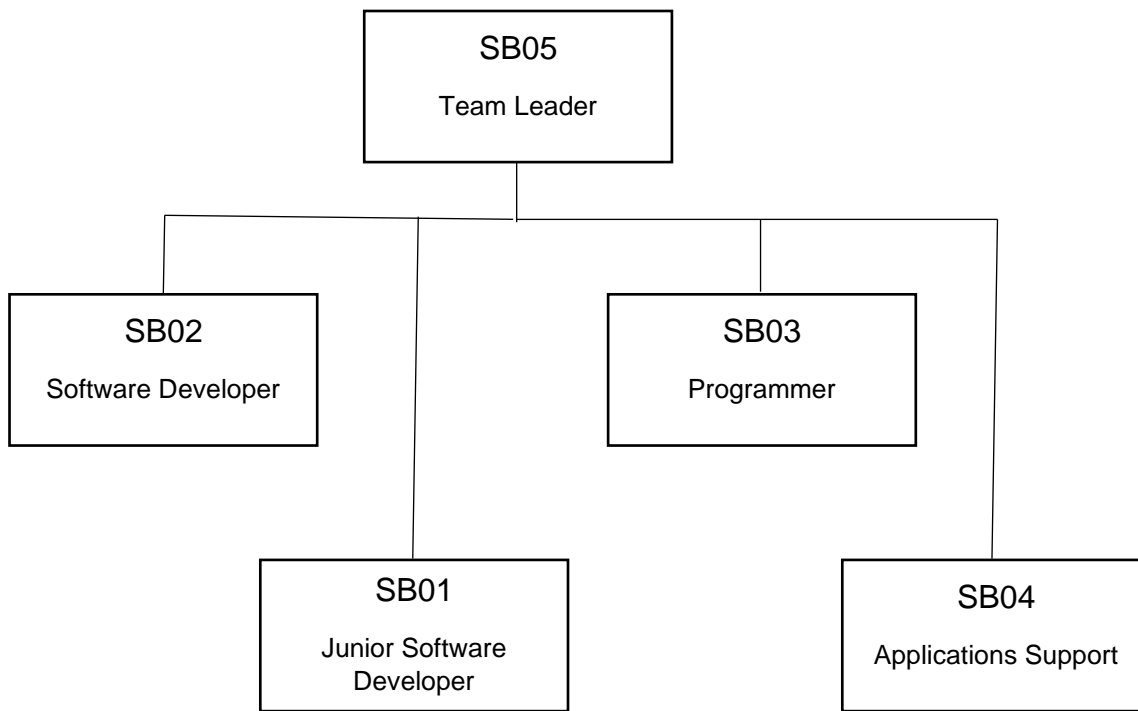 SB05
Team Leader
SB02
Software Developer
SB03
Programmer
SB01
Junior Software
Developer
SB04
Applications Support